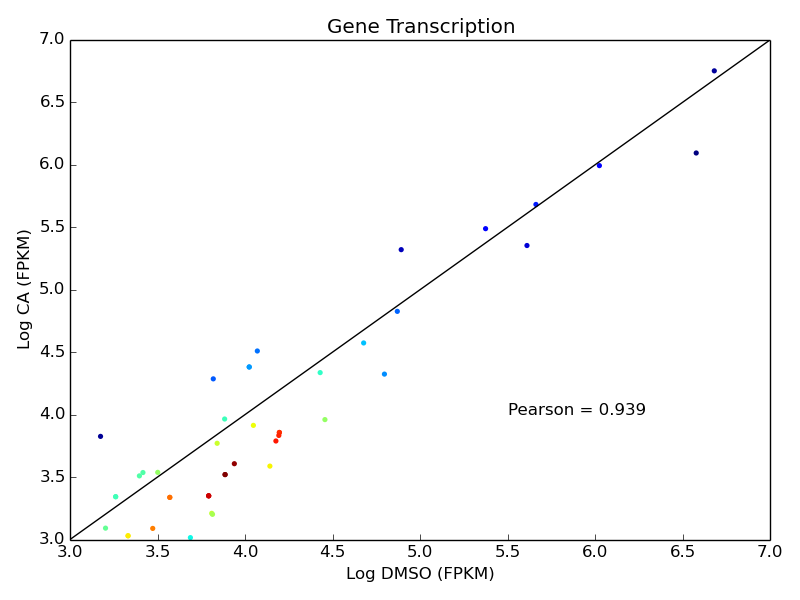 Gene Transcription
7.0
6.5
6.0
5.5
5.0
4.5
4.0
3.5
3.0
Log CA (FPKM)
Pearson = 0.939
3.0 3.5 4.0 4.5 5.0 5.5 6.0 6.5 7.0
Log DMSO (FPKM)